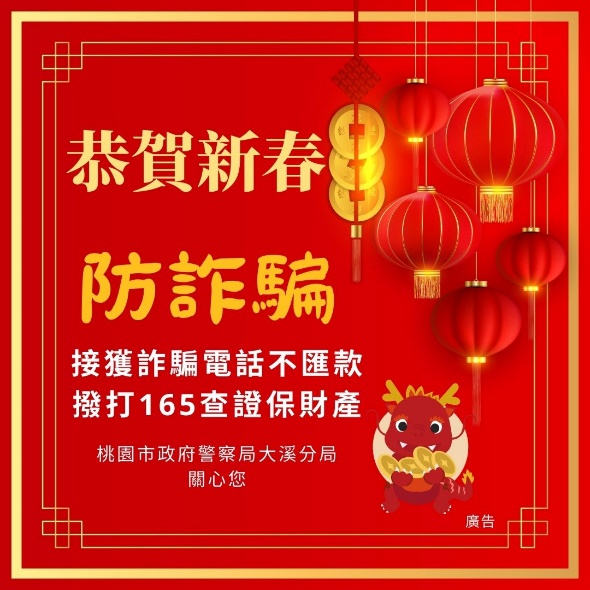 恭賀新春
防詐騙
接獲詐騙電話不匯款
撥打165查證保財產
桃園市政府警察局大溪分局
關心您
廣告